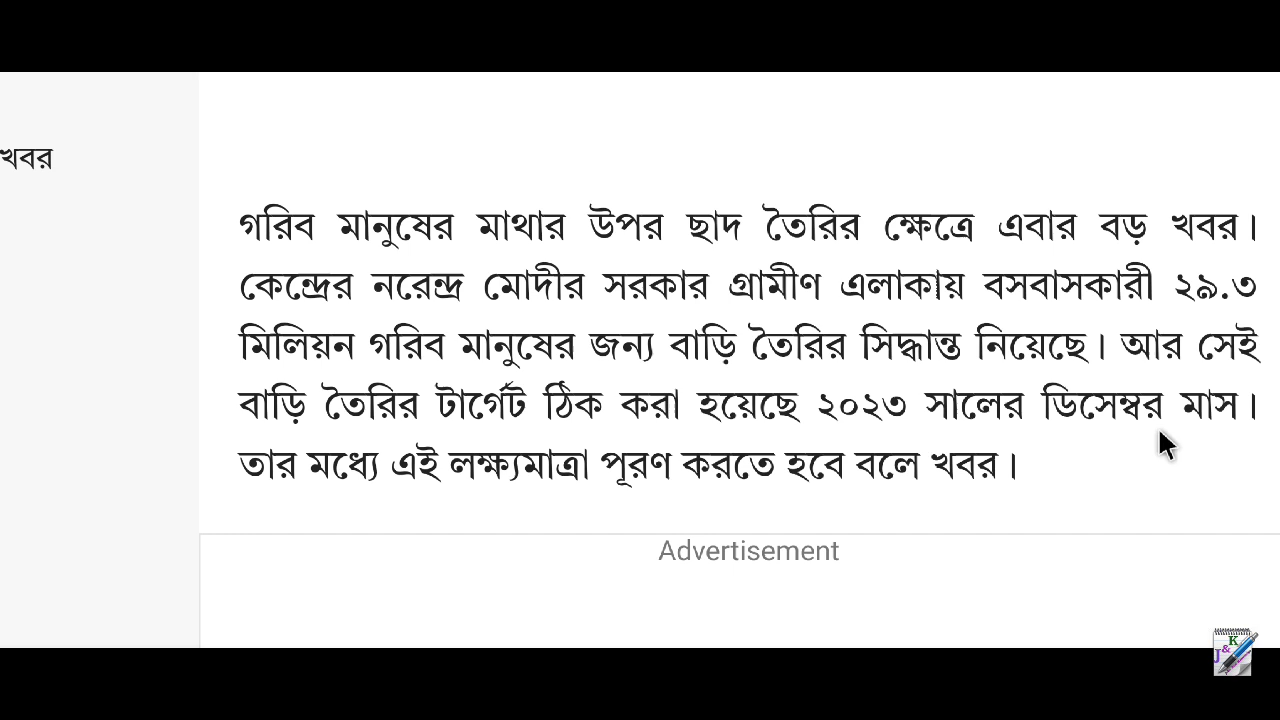 খবর
গরিব মানুষের মাথার উপর ছাদ তৈরির ক্ষেত্রে এবার বড় খবর।
কেন্দ্রের নরেন্দ্র মোদীর সরকার গ্রামীণ এলাকায় বসবাসকারী ২৯.৩
মিলিয়ন গরিব মানুষের জন্য বাড়ি তৈরির সিদ্ধান্ত নিয়েছে। আর সেই
বাড়ি তৈরির টার্গেট ঠিক করা হয়েছে ২০২৩ সালের ডিসেম্বর মাস।
তার মধ্যে এই লক্ষ্যমাত্রা পূরণ করতে হবে বলে খবর।
Advertisement
J&K